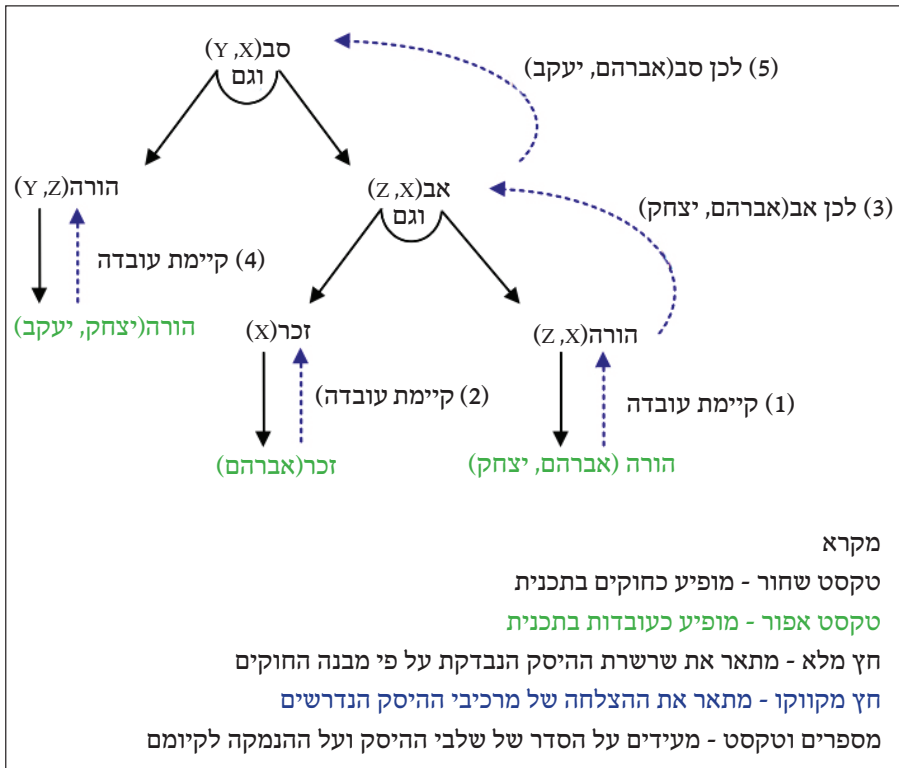 סב(Y ,X)
וגם
(5) לכן סב(אברהם, יעקב)
אב(Z ,X)
וגם
הורה(Y ,Z)
(3) לכן אב(אברהם, יצחק)
(4) קיימת עובדה
הורה(Z ,X)
זכר(X)
הורה(יצחק, יעקב)
(1) קיימת עובדה
(2) קיימת עובדה)
הורה (אברהם, יצחק)
זכר(אברהם)
מקרא
טקסט שחור - מופיע כחוקים בתכנית
טקסט אפור - מופיע כעובדות בתכנית
חץ מלא - מתאר את שרשרת ההיסק הנבדקת על פי מבנה החוקים
חץ מקווקו - מתאר את ההצלחה של מרכיבי ההיסק הנדרשים
מספרים וטקסט - מעידים על הסדר של שלבי ההיסק ועל ההנמקה לקיומם